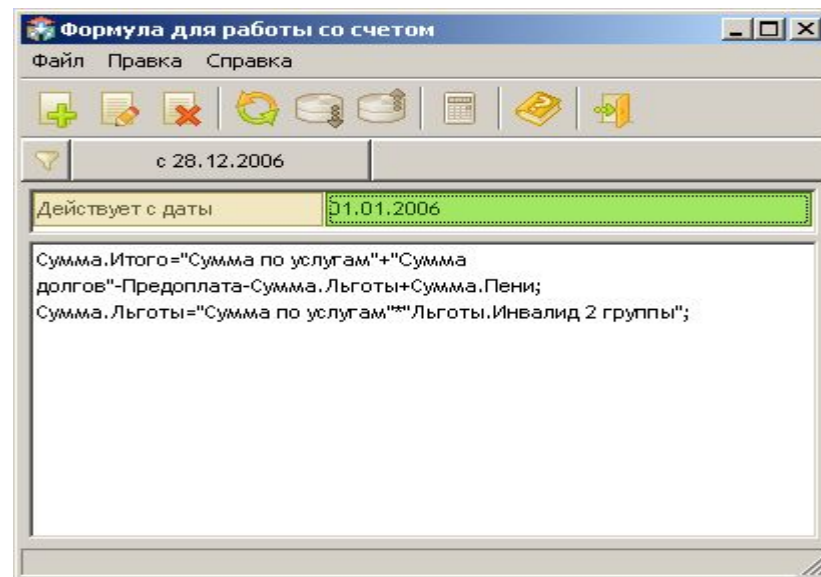 Формула для работы со счетом
Файл Правка Справка
с 28.12.2006
Действует с даты 01.01.2006
Сумма.Итого="Сумма по услугам"+"Сумма
долгов"-Предоплата-Сумма.Льготы+Сумма.Пени;
Сумма.Льготы="Сумма по услугам"*"Льготы.Инвалид 2 группы";